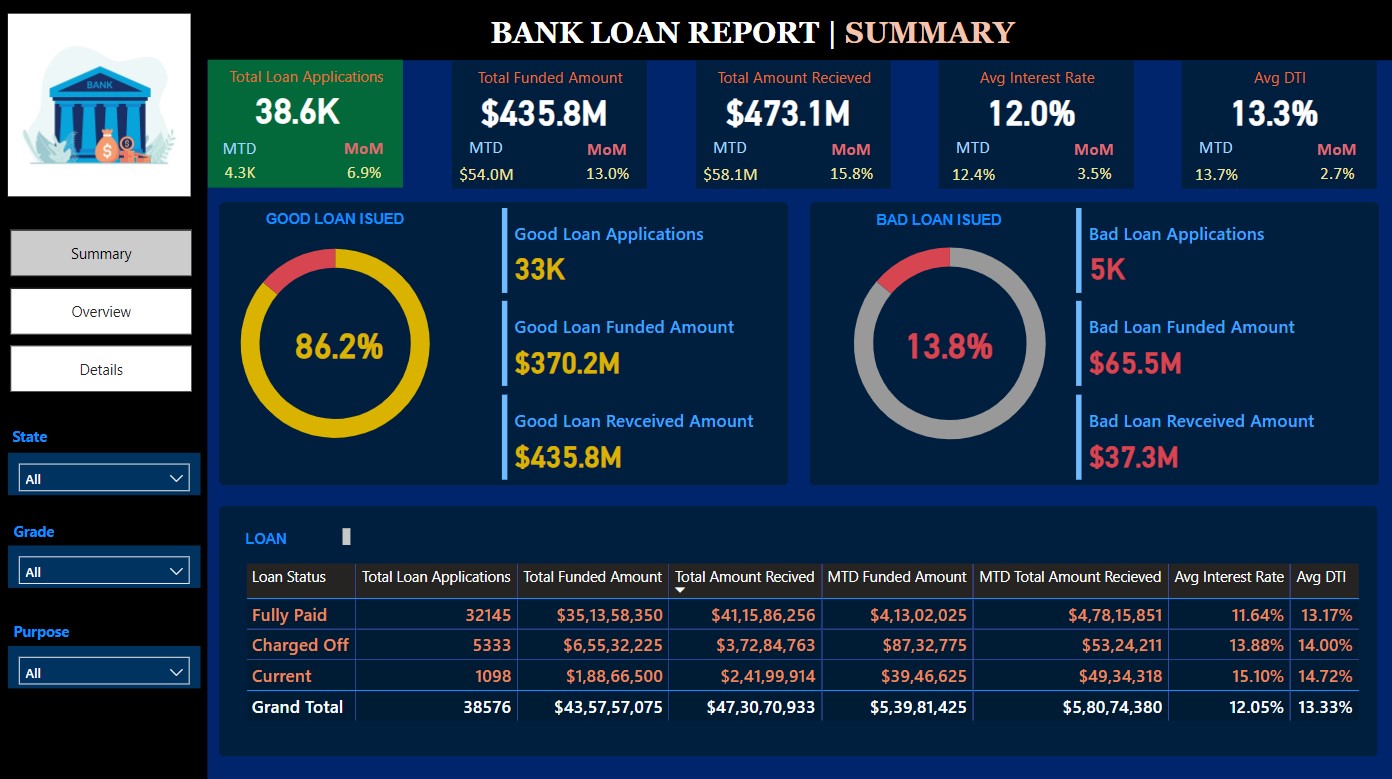 BANK LOAN REPORT | SUMMARY
BANK
$
$
Total Loan Applications
38.6K
MTD MoM
4.3K 6.9%
Total Funded Amount
$435.8M
MTD MoM
$54.0M 13.0%
Total Amount Recieved
$473.1M
MTD MoM
$58.1M 15.8%
Avg Interest Rate
12.0%
MTD MoM
12.4% 3.5%
Avg DTI
13.3%
MTD MoM
13.7% 2.7%
Summary
Overview
Details
State
All
Grade
All
Purpose
All
GOOD LOAN ISUED
86.2%
Good Loan Applications
33K
Good Loan Funded Amount
$370.2M
Good Loan Revceived Amount
$435.8M
BAD LOAN ISUED
13.8%
Bad Loan Applications
5K
Bad Loan Funded Amount
$65.5M
Bad Loan Revceived Amount
$37.3M
LOAN
Loan Status Total Loan Applications Total Funded Amount Total Amount Recived MTD Funded Amount MTD Total Amount Recieved Avg Interest Rate Avg DTI
Fully Paid 32145 $35,13,58,350 $41,15,86,256 $4,13,02,025 $4,78,15,851 11.64% 13.17%
Charged Off 5333 $6,55,32,225 $3,72,84,763 $87,32,775 $53,24,211 13.88% 14.00%
Current 1098 $1,88,66,500 $2,41,99,914 $39,46,625 $49,34,318 15.10% 14.72%
Grand Total 38576 $43,57,57,075 $47,30,70,933 $5,39,81,425 $5,80,74,380 12.05% 13.33%